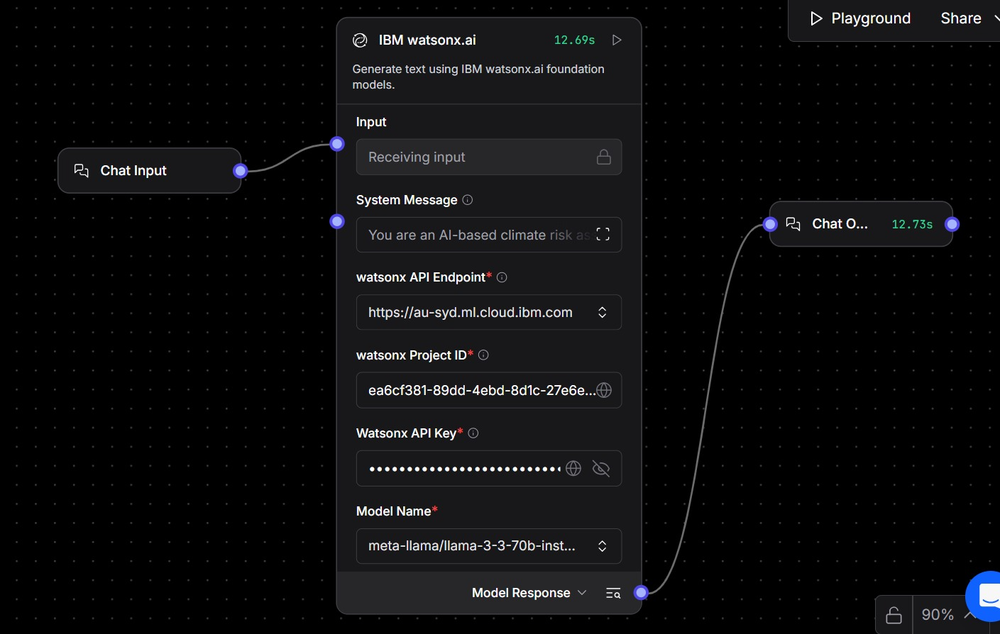 Playground
Share
IBM watsonx.ai
12.69s
Generate text using IBM watsonx.ai foundation
models.
Input
Receiving input
Chat Input
System Message
You are an AI-based climate risk ass
watsonx API Endpoint*
https://au-syd.ml.cloud.ibm.com
Chat O...
12.73s
watsonx Project ID*
ea6cf381-89dd-4ebd-8d1c-27e6e...
Watsonx API Key*
••••••••••••••••••••••••••
Model Name*
meta-llama/llama-3-3-70b-inst...
Model Response
90%